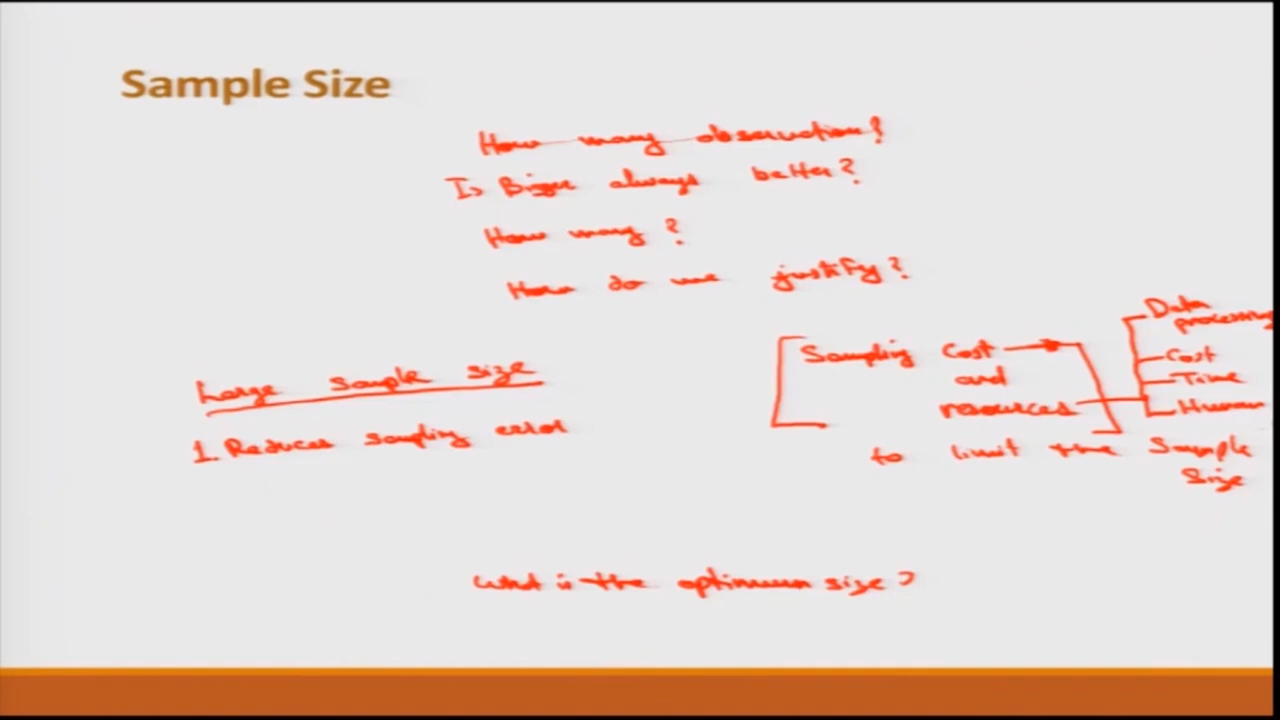 Sample Size
How many observation?
Is Bigger always better?
How many?
How do we justify?
Large sample size
1. Reduces sampling error
Sampling Cost
and
resources
to limit the Sample
Size
Data
processing
Cost
Time
Human
What is the optimum size?